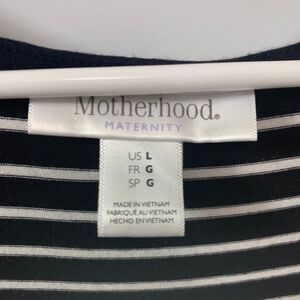 Motherhood®
MATERNITY
US L
FR G
SP G
MADE IN VIETNAM
FABRIQUÉ AU VIETNAM
HECHO EN VIETNAM